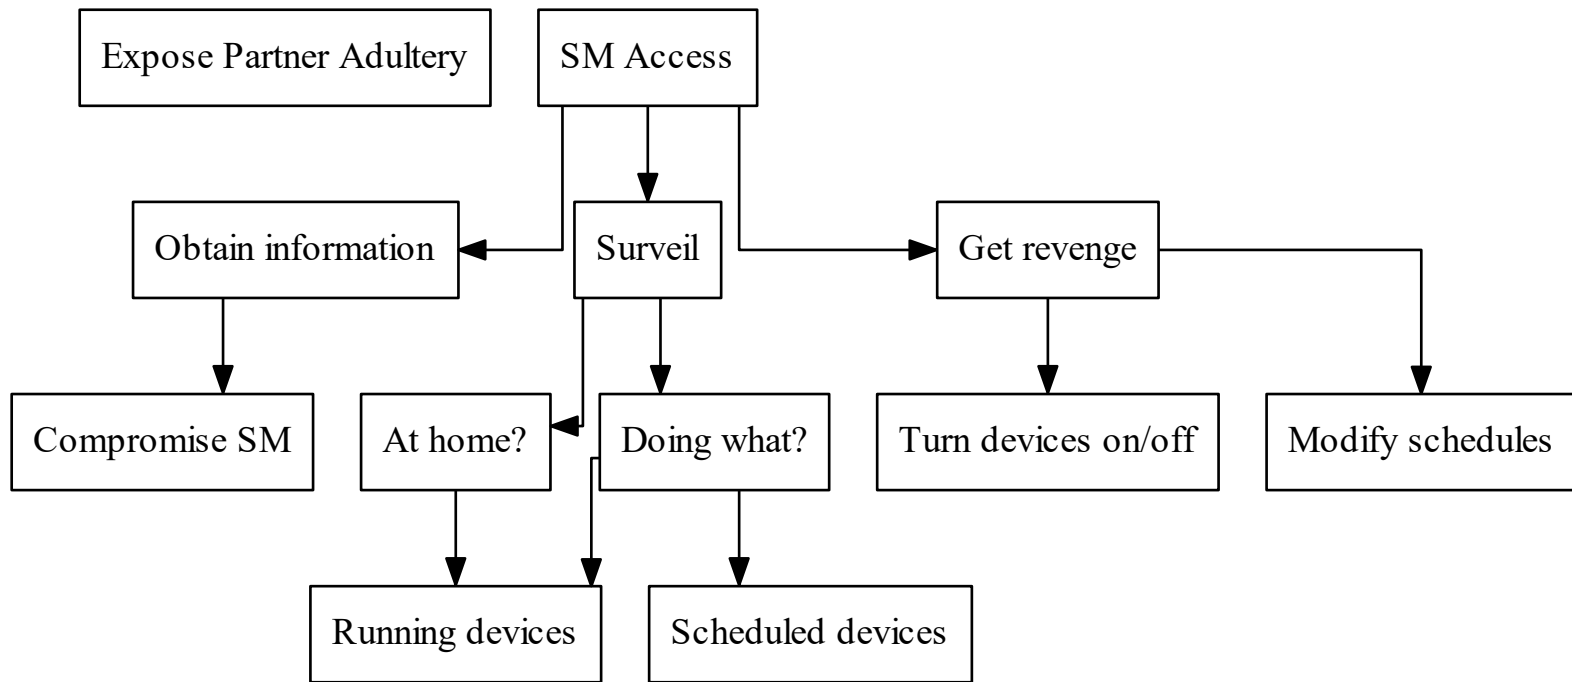 Expose Partner Adultery
SM Access
Obtain information
Surveil
Get revenge
Compromise SM
At home?
Doing what?
Turn devices on/off
Modify schedules
Running devices
Scheduled devices